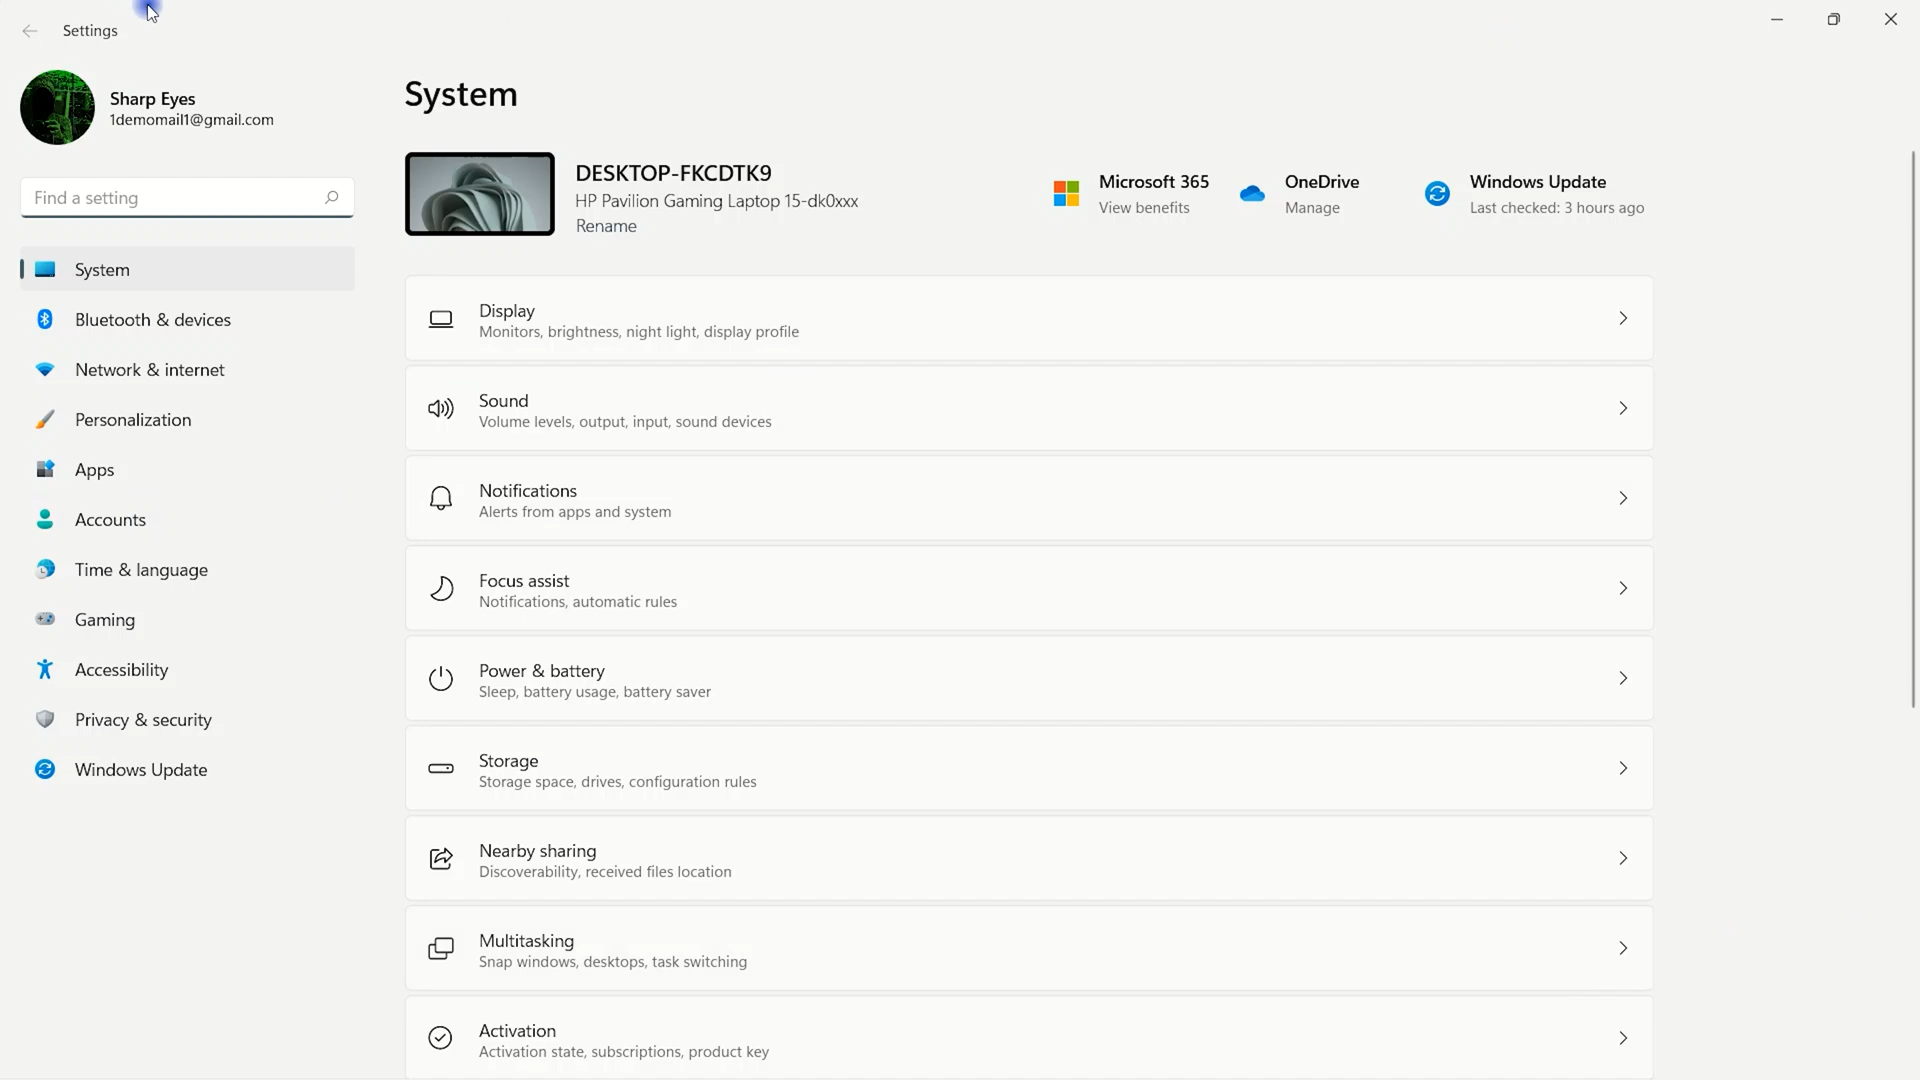 Settings
Sharp Eyes
1demomail1@gmail.com
Find a setting
System
Bluetooth & devices
Network & internet
Personalization
Apps
Accounts
Time & language
Gaming
Accessibility
Privacy & security
Windows Update
System
DESKTOP-FKCDTK9
HP Pavilion Gaming Laptop 15-dk0xxx
Rename
Microsoft 365
View benefits
OneDrive
Manage
Windows Update
Last checked: 3 hours ago
Display
Monitors, brightness, night light, display profile
Sound
Volume levels, output, input, sound devices
Notifications
Alerts from apps and system
Focus assist
Notifications, automatic rules
Power & battery
Sleep, battery usage, battery saver
Storage
Storage space, drives, configuration rules
Nearby sharing
Discoverability, received files location
Multitasking
Snap windows, desktops, task switching
Activation
Activation state, subscriptions, product key